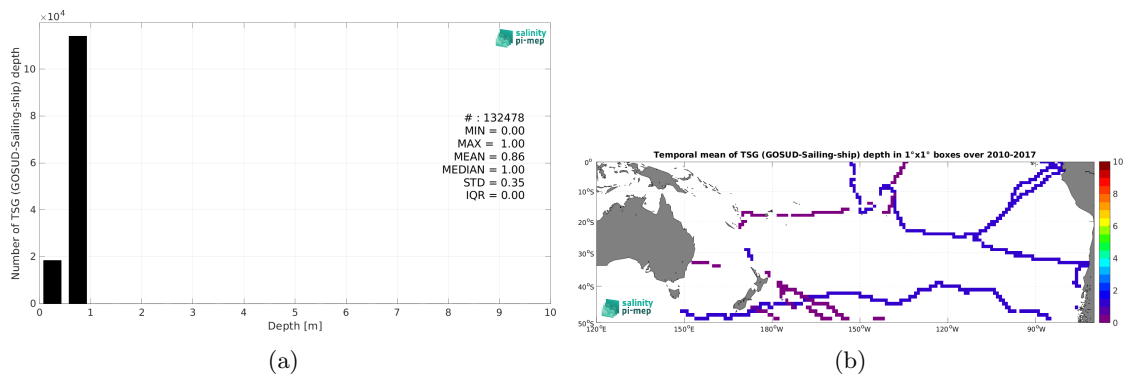 ×10⁴
Number of TSG (GOSUD-Sailing-ship) depth
10
8
6
4
2
0
0 1 2 3 4 5 6 7 8 9 10
Depth [m]
salinity
pi-mep
# : 132478
MIN = 0.00
MAX = 1.00
MEAN = 0.86
MEDIAN = 1.00
STD = 0.35
IQR = 0.00
(a)
Temporal mean of TSG (GOSUD-Sailing-ship) depth in 1°x1° boxes over 2010-2017
0°
10°S
20°S
30°S
40°S
50°S
120°E 150°E 180°W 150°W 120°W 90°W
salinity
pi-mep
10
8
6
4
2
0
(b)